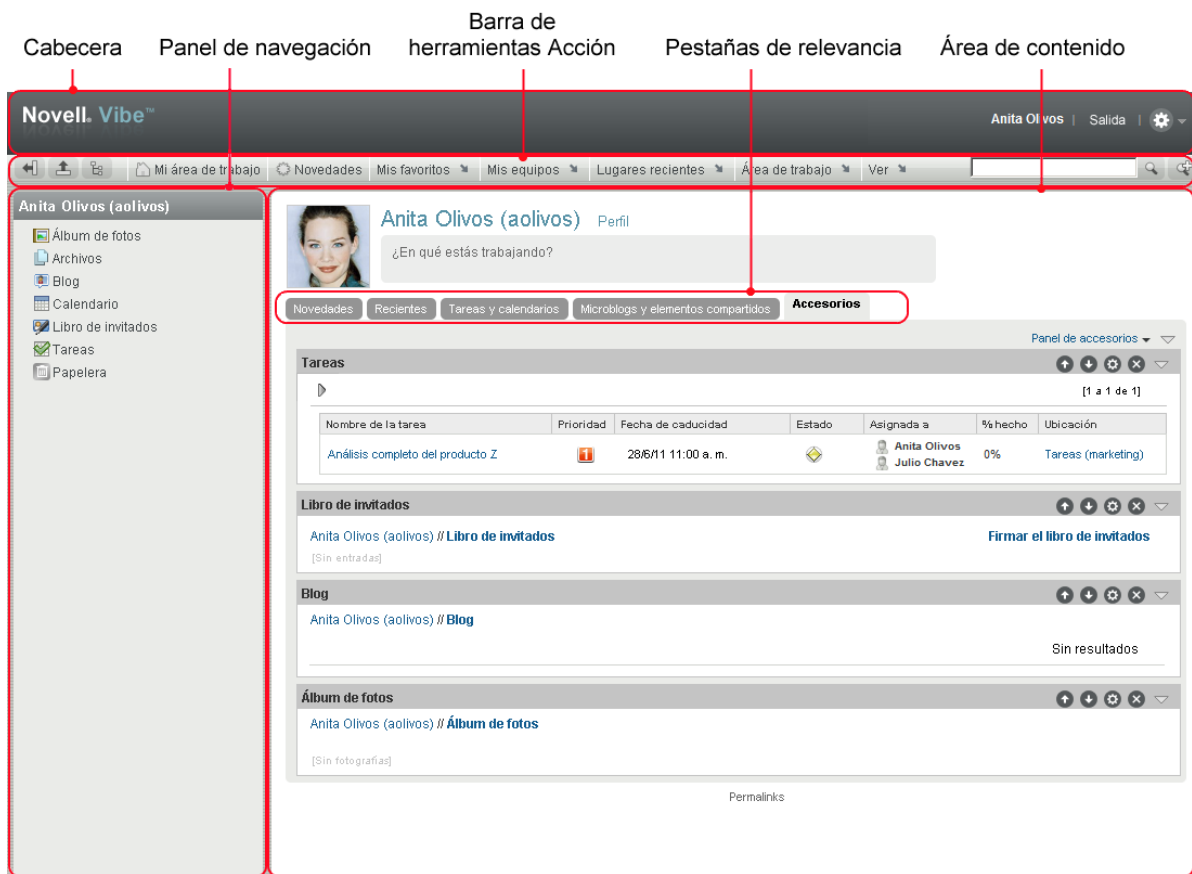 Cabecera
Panel de navegación
Barra de
herramientas Acción
Pestañas de relevancia
Área de contenido
Novell. Vibe™
Anita Olivos | Salida |
Mi área de trabajo Novedades Mis favoritos Mis equipos Lugares recientes Área de trabajo Ver
Anita Olivos (aolivos)
Álbum de fotos
Archivos
Blog
Calendario
Libro de invitados
Tareas
Papelera
Anita Olivos (aolivos) Perfil
¿En qué estás trabajando?
Novedades Recientes Tareas y calendarios Microblogs y elementos compartidos Accesorios
Panel de accesorios
Tareas
[1 a 1 de 1]
Nombre de la tarea Prioridad Fecha de caducidad Estado Asignada a % hecho Ubicación
Análisis completo del producto Z 1 28/6/11 11:00 a. m. Anita Olivos 0% Tareas (marketing)
Julio Chavez
Libro de invitados
Anita Olivos (aolivos) // Libro de invitados Firmar el libro de invitados
[Sin entradas]
Blog
Anita Olivos (aolivos) // Blog
Sin resultados
Álbum de fotos
Anita Olivos (aolivos) // Álbum de fotos
[Sin fotografías]
Permalinks